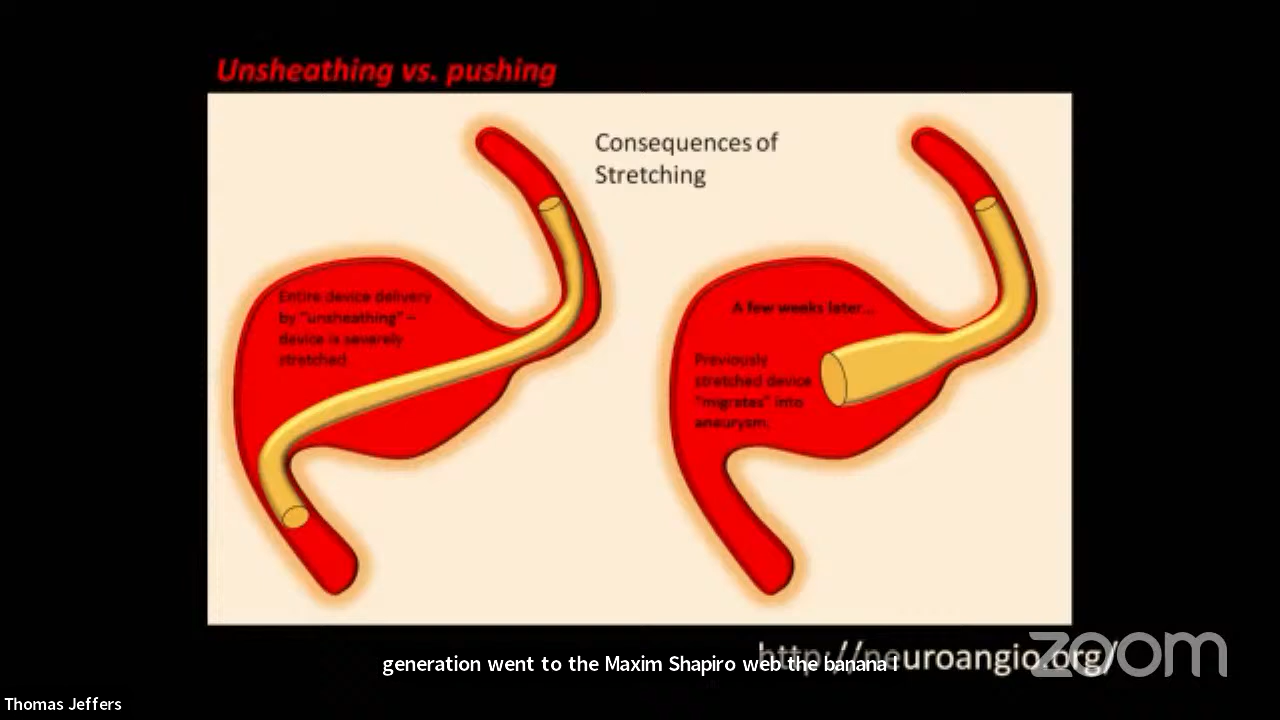 Unsheathing vs. pushing
Consequences of
Stretching
Entire device delivery
by "unsheathing" –
device is severely
stretched
A few weeks later...
Previously
stretched device
"migrates" into
aneurysm.
http://neuroangio.org/
zoom
generation went to the Maxim Shapiro web the banana I
Thomas Jeffers